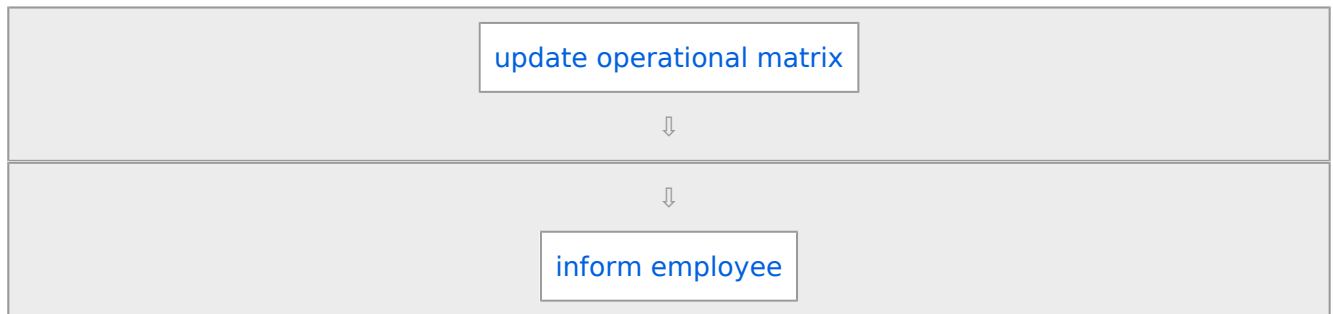 update operational matrix
⇩
⇩
inform employee